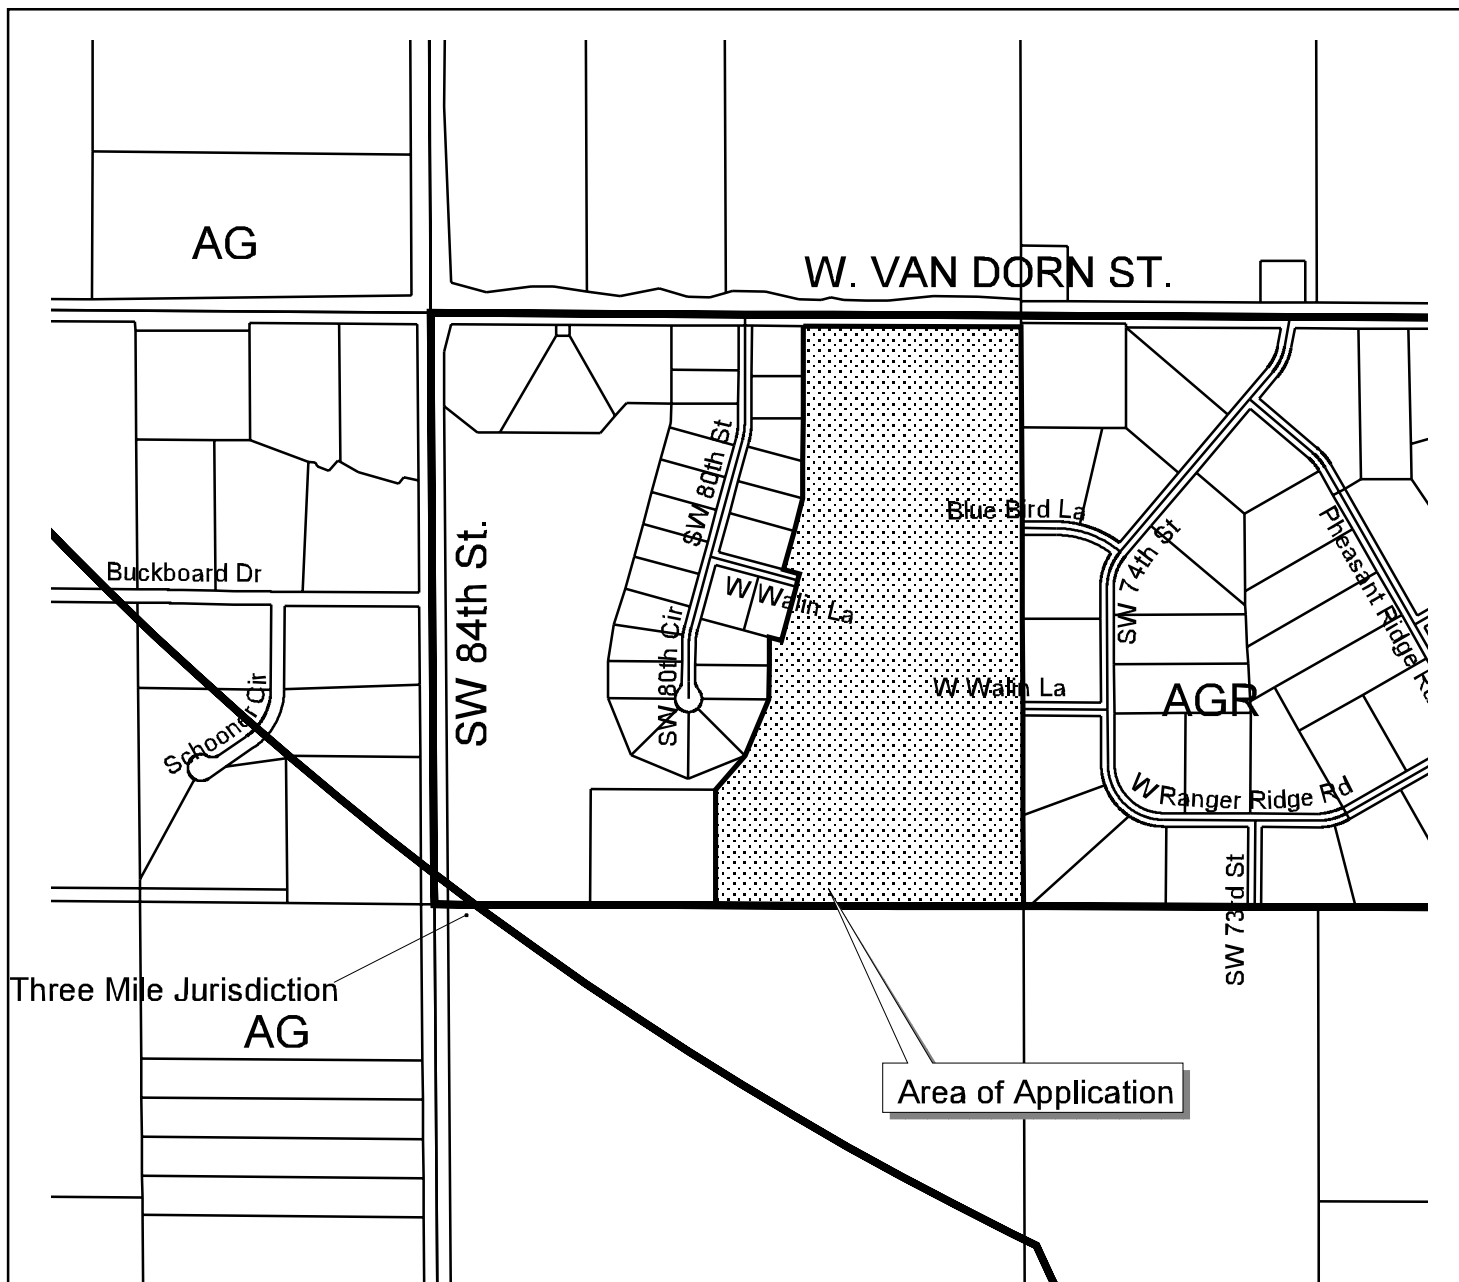 AG
W. VAN DORN ST.
SW 80th St
Blue Bird La
SW 74th St
Pheasant Ridge R
Buckboard Dr
W Walin La
SW 84th St.
SW 80th Cir
W Walin La
AGR
Schooner Cir
W Ranger Ridge Rd
SW 73rd St
Three Mile Jurisdiction
AG
Area of Application